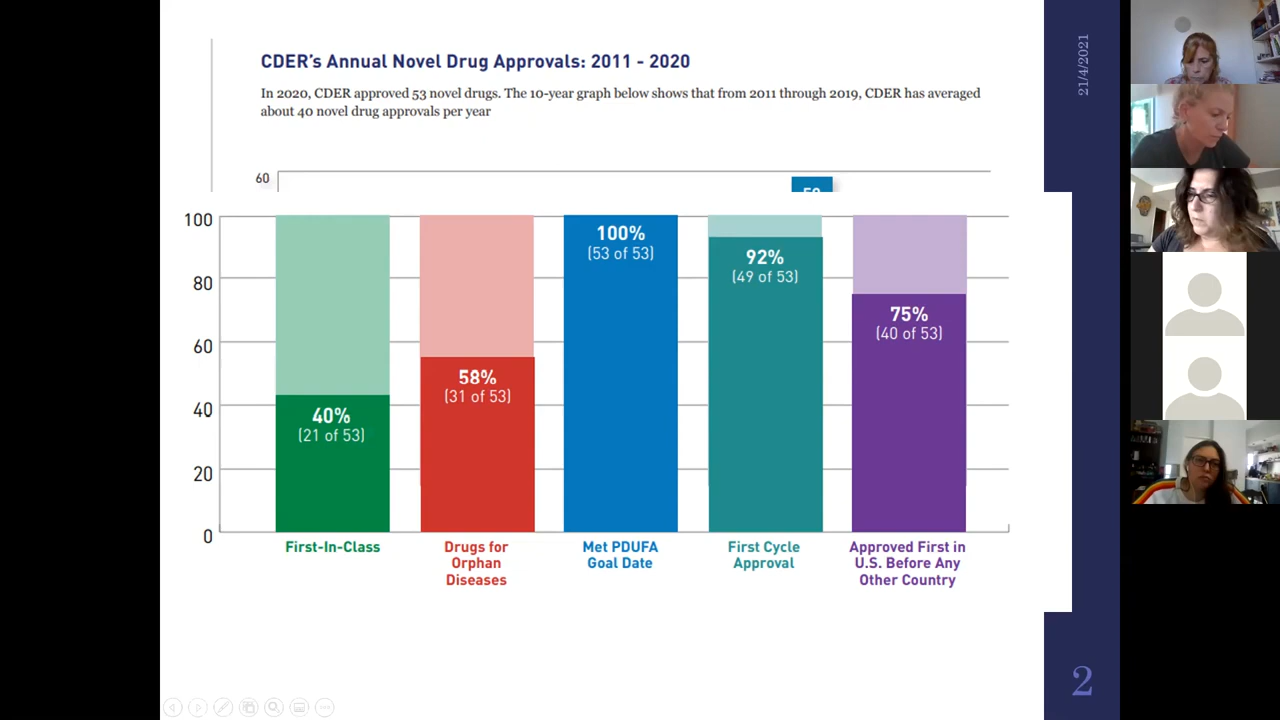 CDER's Annual Novel Drug Approvals: 2011 - 2020
In 2020, CDER approved 53 novel drugs. The 10-year graph below shows that from 2011 through 2019, CDER has averaged
about 40 novel drug approvals per year
21/4/2021
60
100
80
60
40
20
0
40%
(21 of 53)
58%
(31 of 53)
100%
(53 of 53)
92%
(49 of 53)
75%
(40 of 53)
First-In-Class
Drugs for
Orphan
Diseases
Met PDUFA
Goal Date
First Cycle
Approval
Approved First in
U.S. Before Any
Other Country
2